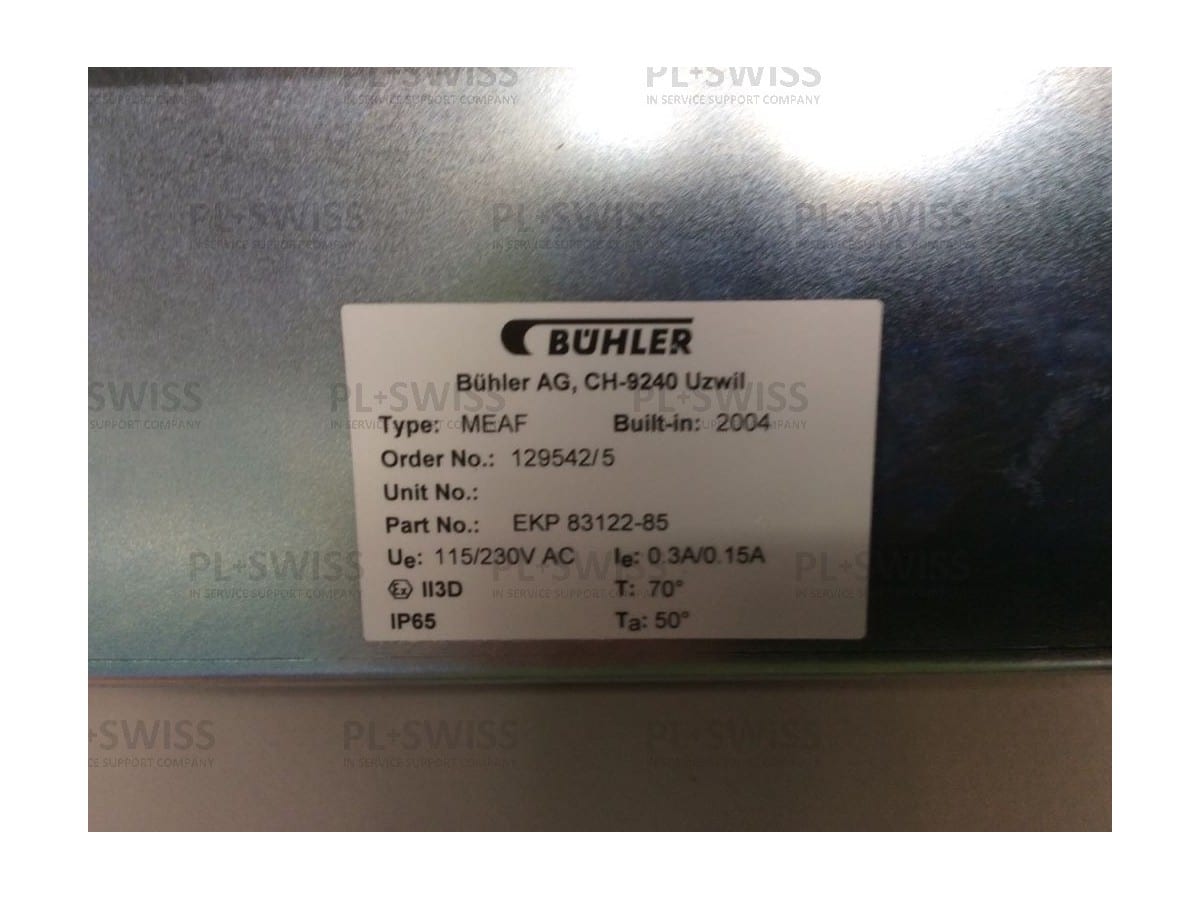 BÜHLER
Bühler AG, CH-9240 Uzwil
Type: MEAF Built-in: 2004
Order No.: 129542/5
Unit No.:
Part No.: EKP 83122-85
Ue: 115/230V AC Ie: 0.3A/0.15A
Ex II3D T: 70°
IP65 Ta: 50°
PL+SWISS
IN SERVICE SUPPORT COMPANY